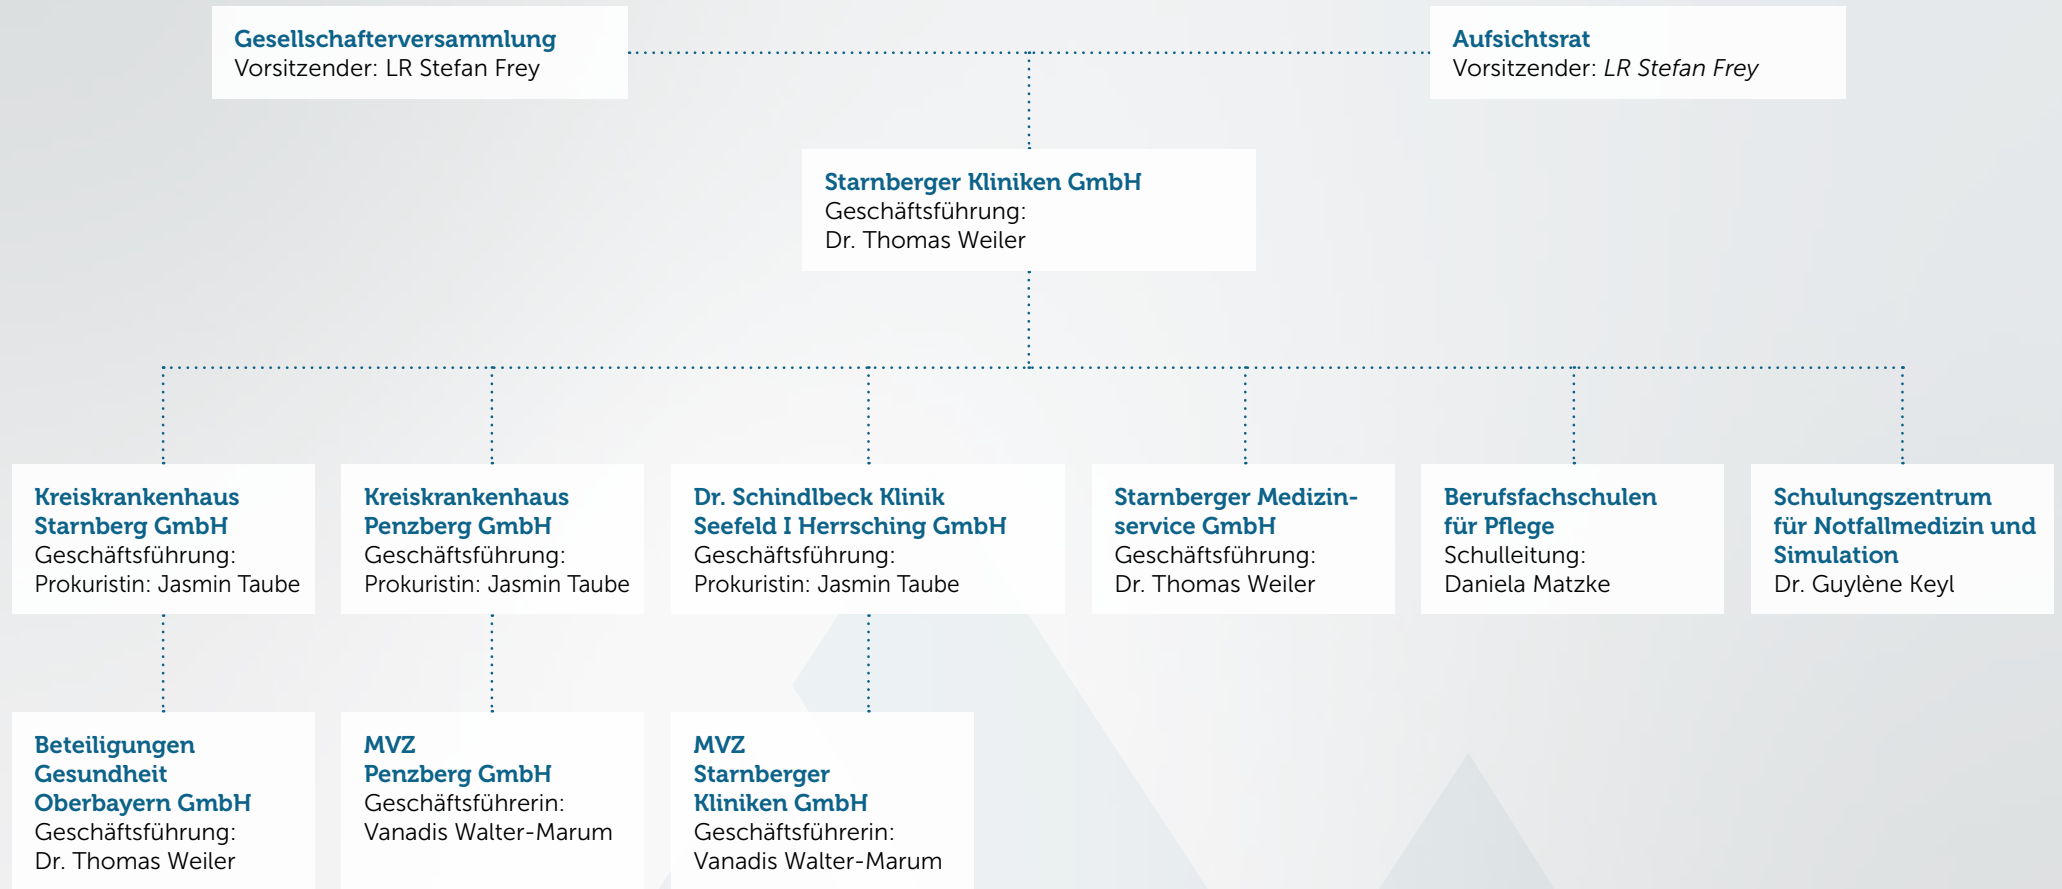 Gesellschafterversammlung
Vorsitzender: LR Stefan Frey
Aufsichtsrat
Vorsitzender: LR Stefan Frey
Starnberger Kliniken GmbH
Geschäftsführung:
Dr. Thomas Weiler
Kreiskrankenhaus
Starnberg GmbH
Geschäftsführung:
Prokuristin: Jasmin Taube
Kreiskrankenhaus
Penzberg GmbH
Geschäftsführung:
Prokuristin: Jasmin Taube
Dr. Schindlbeck Klinik
Seefeld I Herrsching GmbH
Geschäftsführung:
Prokuristin: Jasmin Taube
Starnberger Medizin-
service GmbH
Geschäftsführung:
Dr. Thomas Weiler
Berufsfachschulen
für Pflege
Schulleitung:
Daniela Matzke
Schulungszentrum
für Notfallmedizin und
Simulation
Dr. Guylène Keyl
Beteiligungen
Gesundheit
Oberbayern GmbH
Geschäftsführung:
Dr. Thomas Weiler
MVZ
Penzberg GmbH
Geschäftsführerin:
Vanadis Walter-Marum
MVZ
Starnberger
Kliniken GmbH
Geschäftsführerin:
Vanadis Walter-Marum